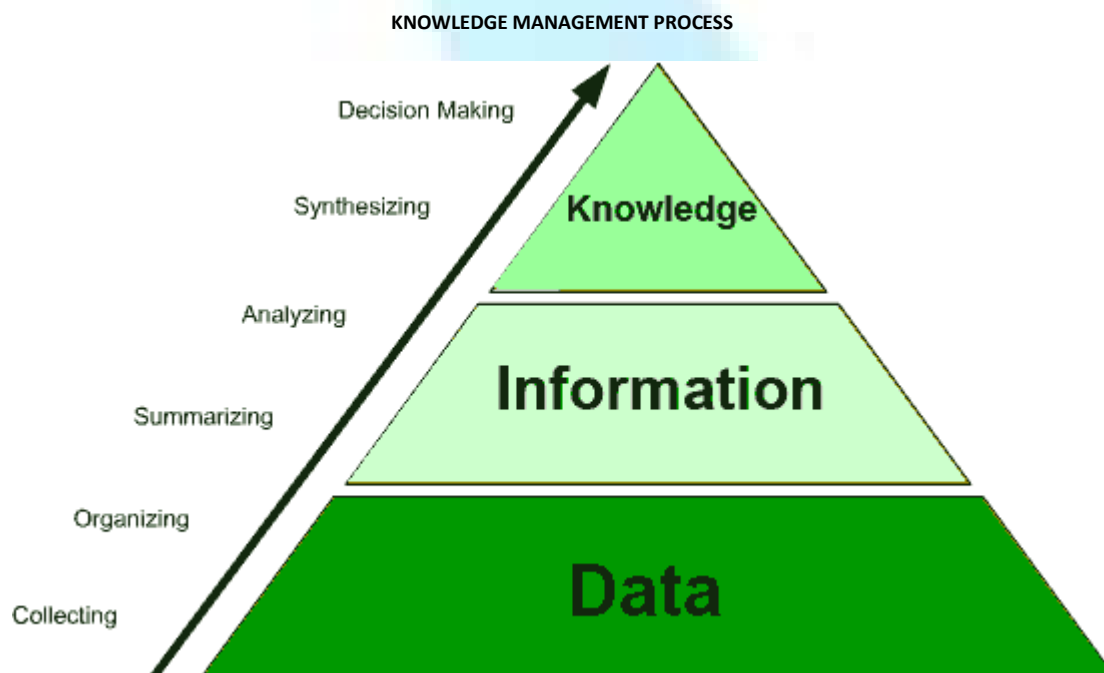 KNOWLEDGE MANAGEMENT PROCESS
Decision Making
Synthesizing
Knowledge
Analyzing
Information
Summarizing
Organizing
Data
Collecting